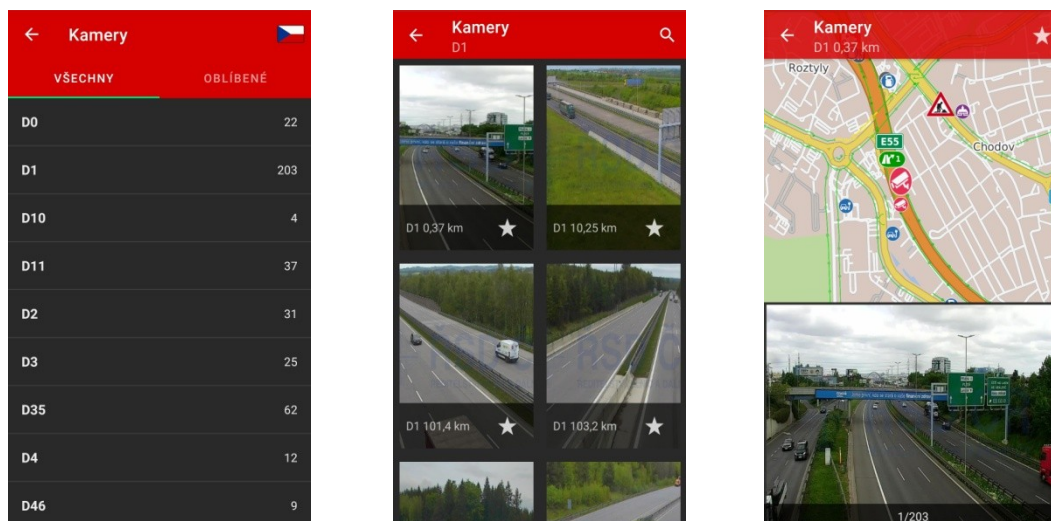 Kamery
VŠECHNY OBLÍBENÉ
D0 22
D1 203
D10 4
D11 37
D2 31
D3 25
D35 62
D4 12
D46 9
Kamery
D1
D1 0,37 km
D1 10,25 km
D1 101,4 km
D1 103,2 km
Kamery
D1 0,37 km
Roztyly
E55
1
Chodov
1/203